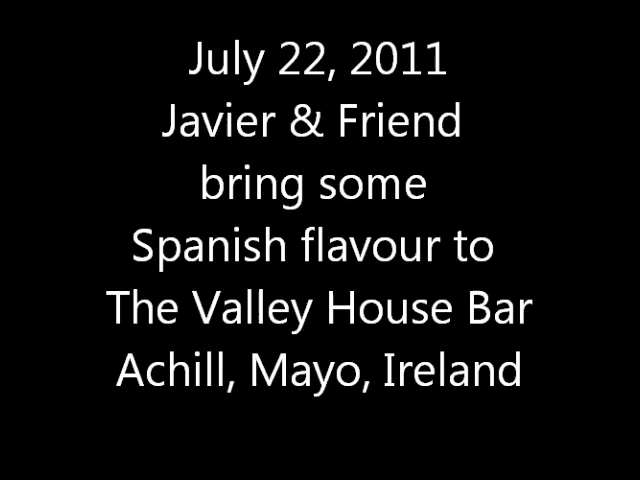 July 22, 2011
Javier & Friend
bring some
Spanish flavour to
The Valley House Bar
Achill, Mayo, Ireland